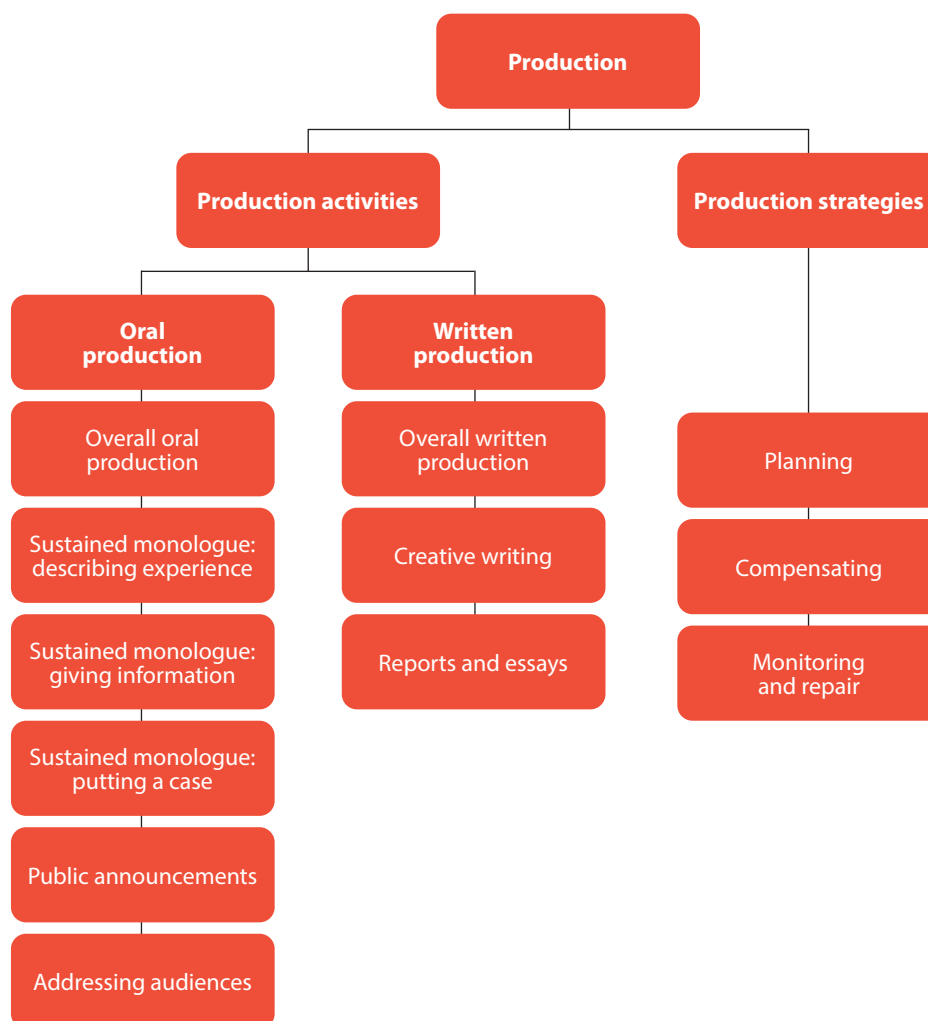 Production
Production activities
Production strategies
Oral
production
Written
production
Overall oral
production
Overall written
production
Planning
Sustained monologue:
describing experience
Creative writing
Compensating
Sustained monologue:
giving information
Reports and essays
Monitoring
and repair
Sustained monologue:
putting a case
Public announcements
Addressing audiences